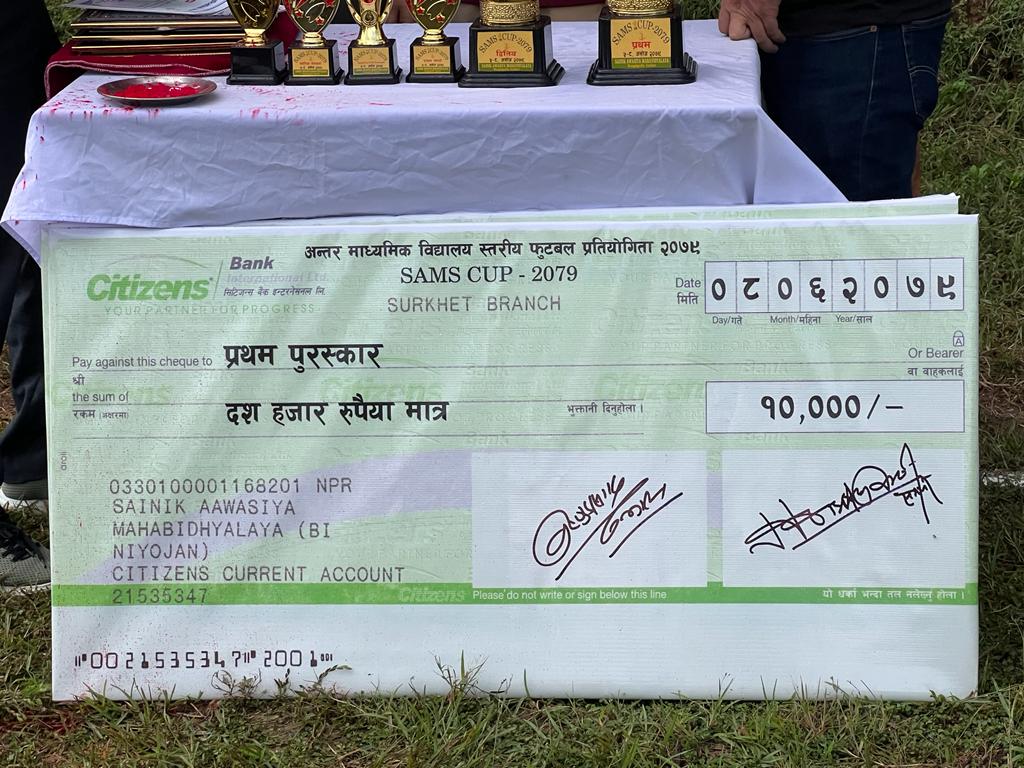 SAMS CUP-2079
द्वितिय
SAMS CUP-2079
प्रथम
अन्तर माध्यमिक विद्यालय स्तरीय फुटबल प्रतियोगिता २०७९
SAMS CUP - 2079
SURKHET BRANCH
Citizens Bank International Ltd.
सिटिजन्स बैंक इन्टरनेसनल लि.
YOUR PARTNER FOR PROGRESS
Date मिति ०८०६२०७९
Day/गते Month/महिना Year/साल
Pay against this cheque to प्रथम पुरस्कार
Or Bearer
श्री
वा वाहकलाई
the sum of
रकम (अक्षरमा) दश हजार रुपैया मात्र भुक्तानी दिनुहोला ।
१०,०००/–
0330100001168201 NPR
SAINIK AAWASIYA
MAHABIDHYALAYA (BI
NIYOJAN)
CITIZENS CURRENT ACCOUNT
21535347
Please do not write or sign below this line
यो धर्का भन्दा तल नलेख्नु होला ।
⑈0021535347⑈2001